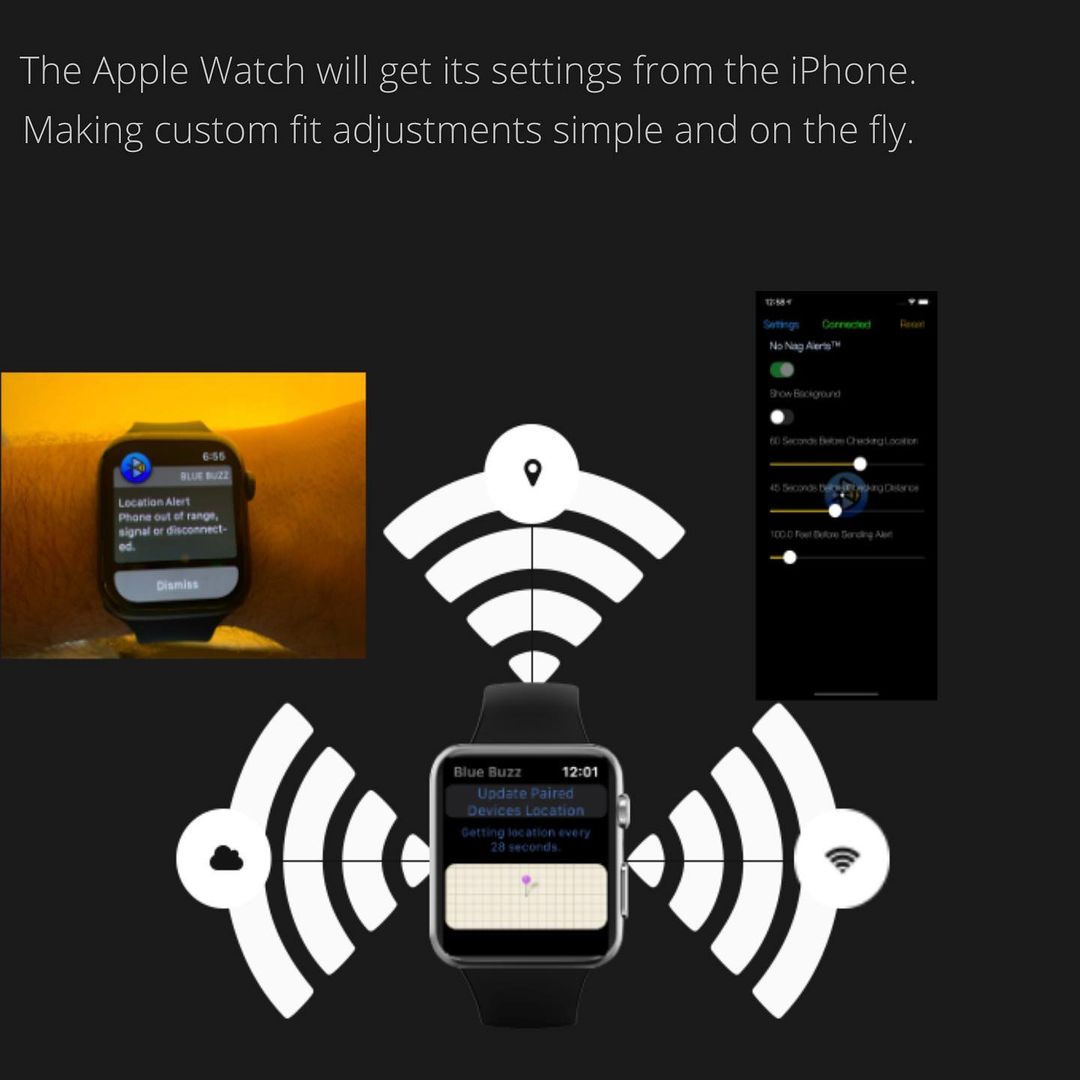 The Apple Watch will get its settings from the iPhone.
Making custom fit adjustments simple and on the fly.
6:55
BLUE BUZZ
Location Alert
Phone out of range,
signal or disconnect-
ed.
Dismiss
12:58
Settings Connected Reset
No Nag Alerts™
Show Background
60 Seconds Before Checking Location
45 Seconds Before Checking Distance
100.0 Feet Before Sending Alert
Blue Buzz 12:01
Update Paired
Devices Location
Getting location every
28 seconds.